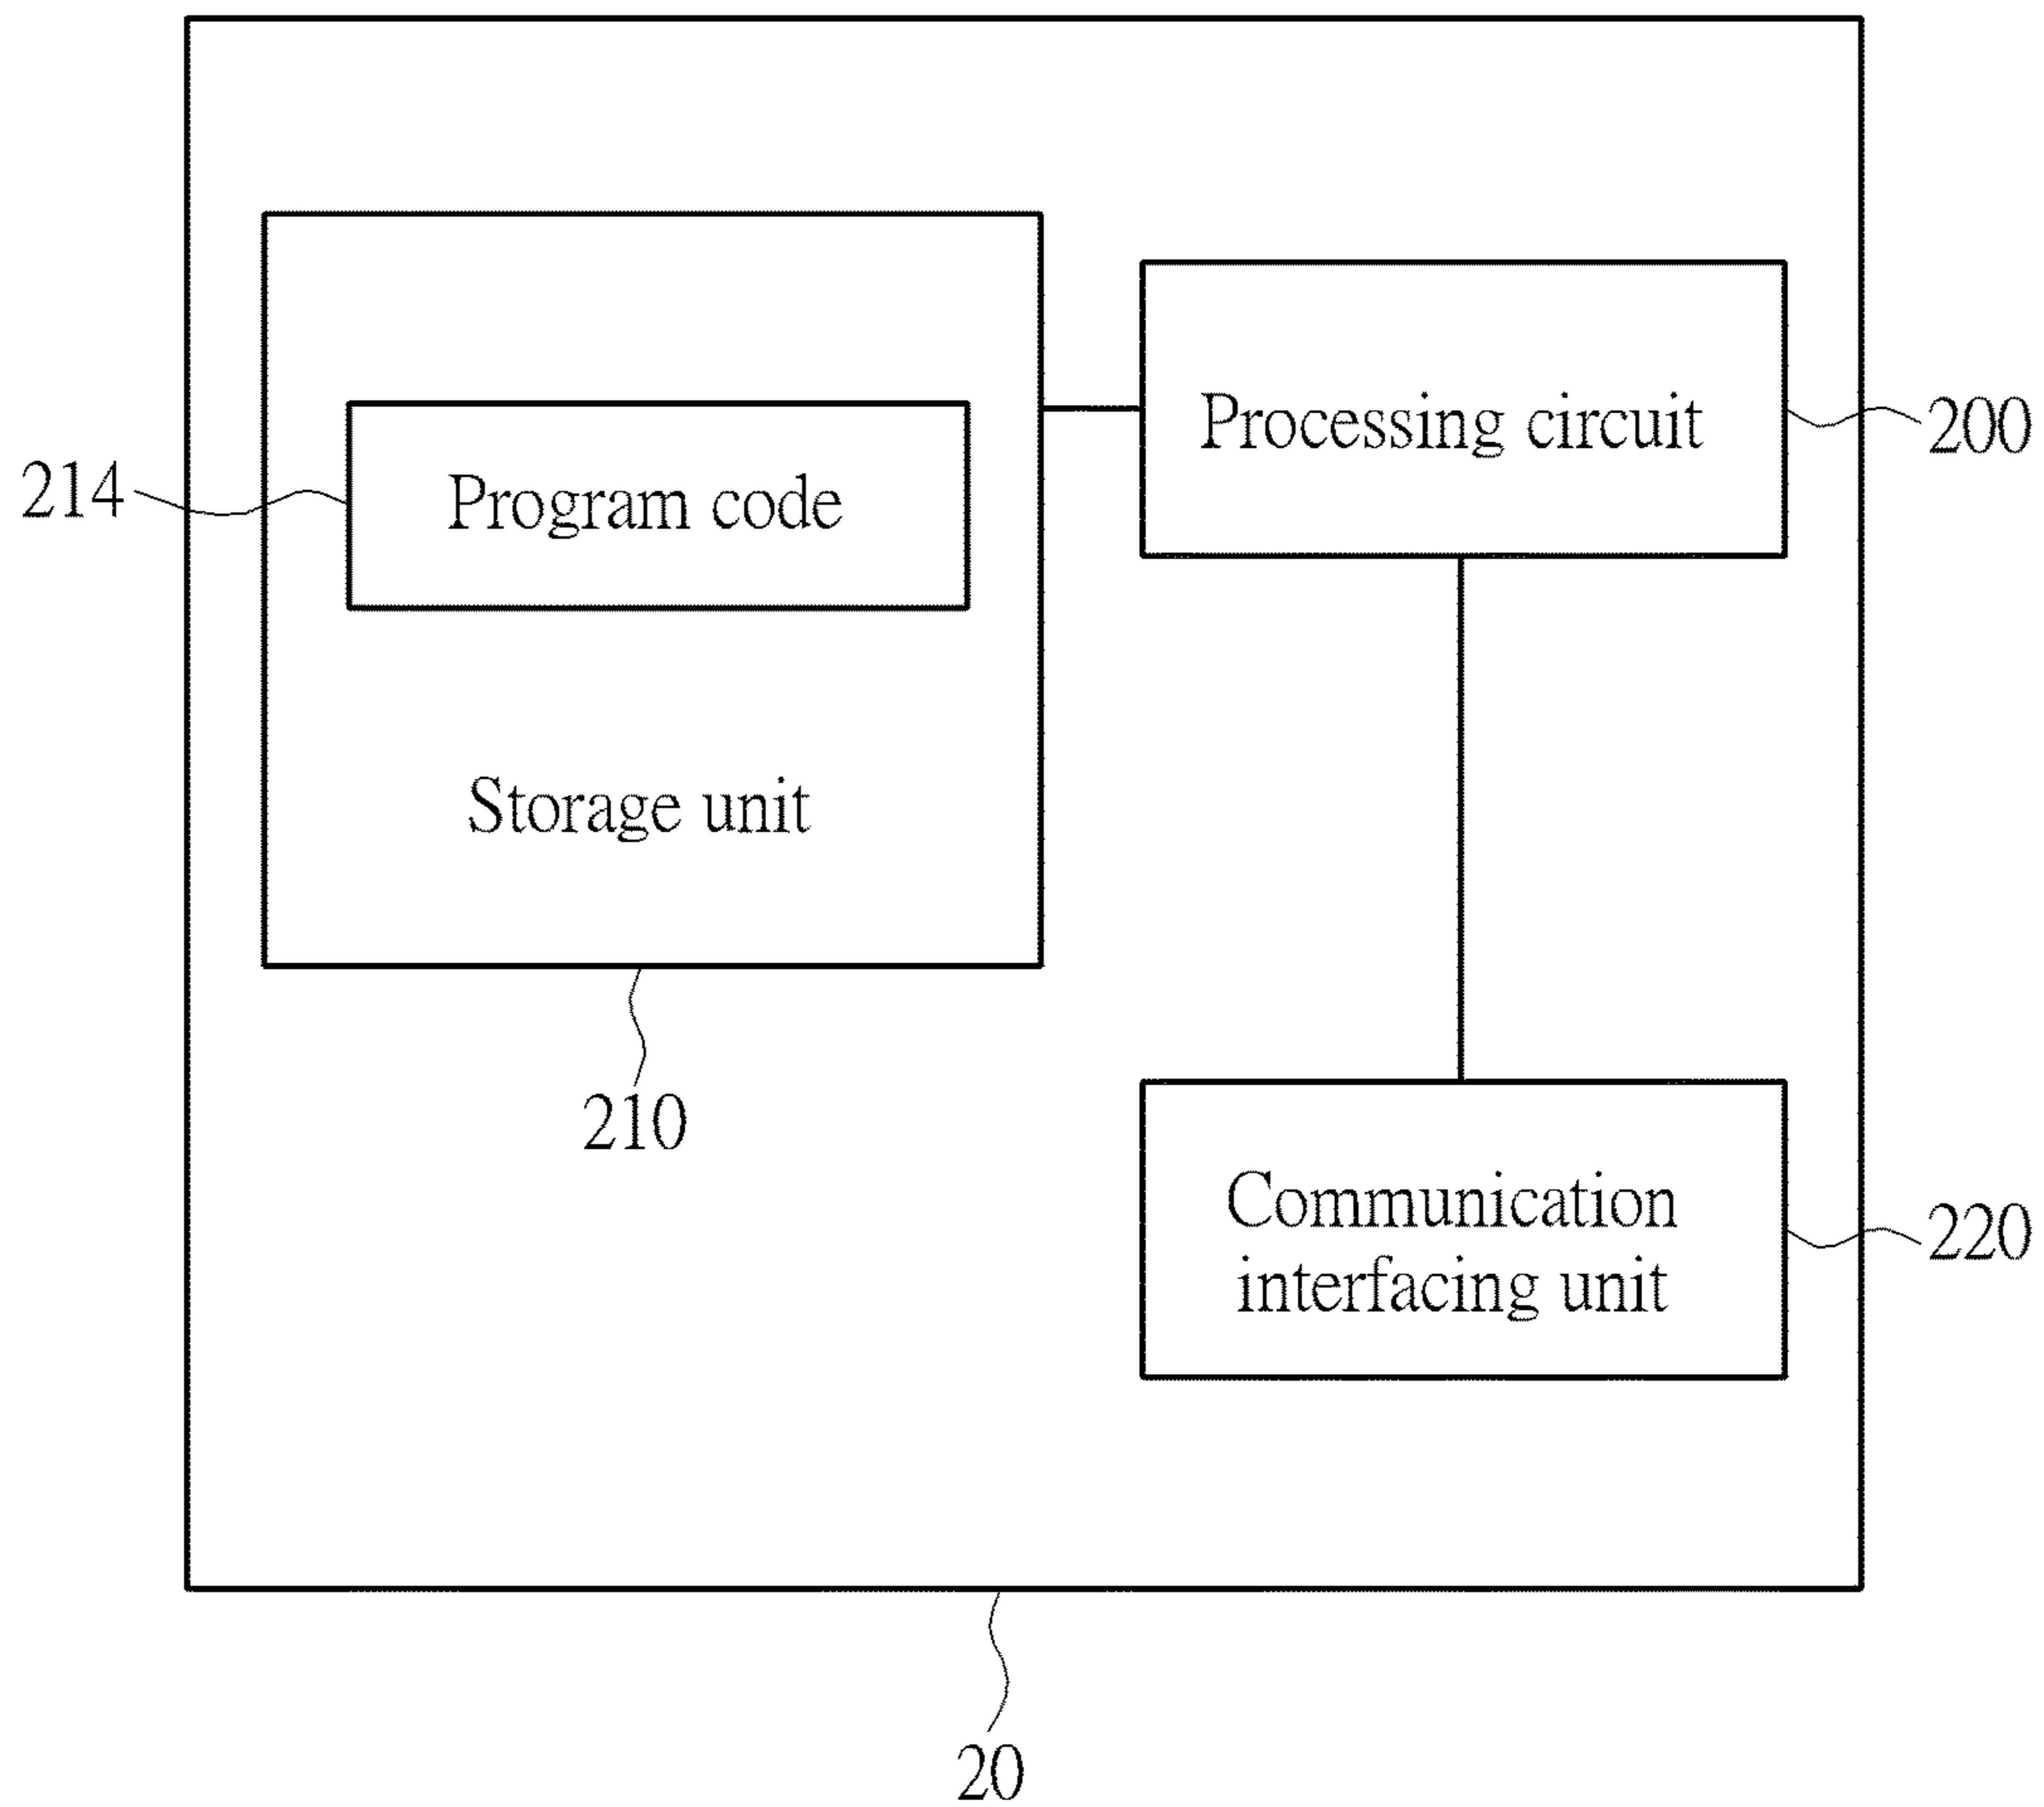 Processing circuit
200
214
Program code
Storage unit
210
Communication
interfacing unit
220
20